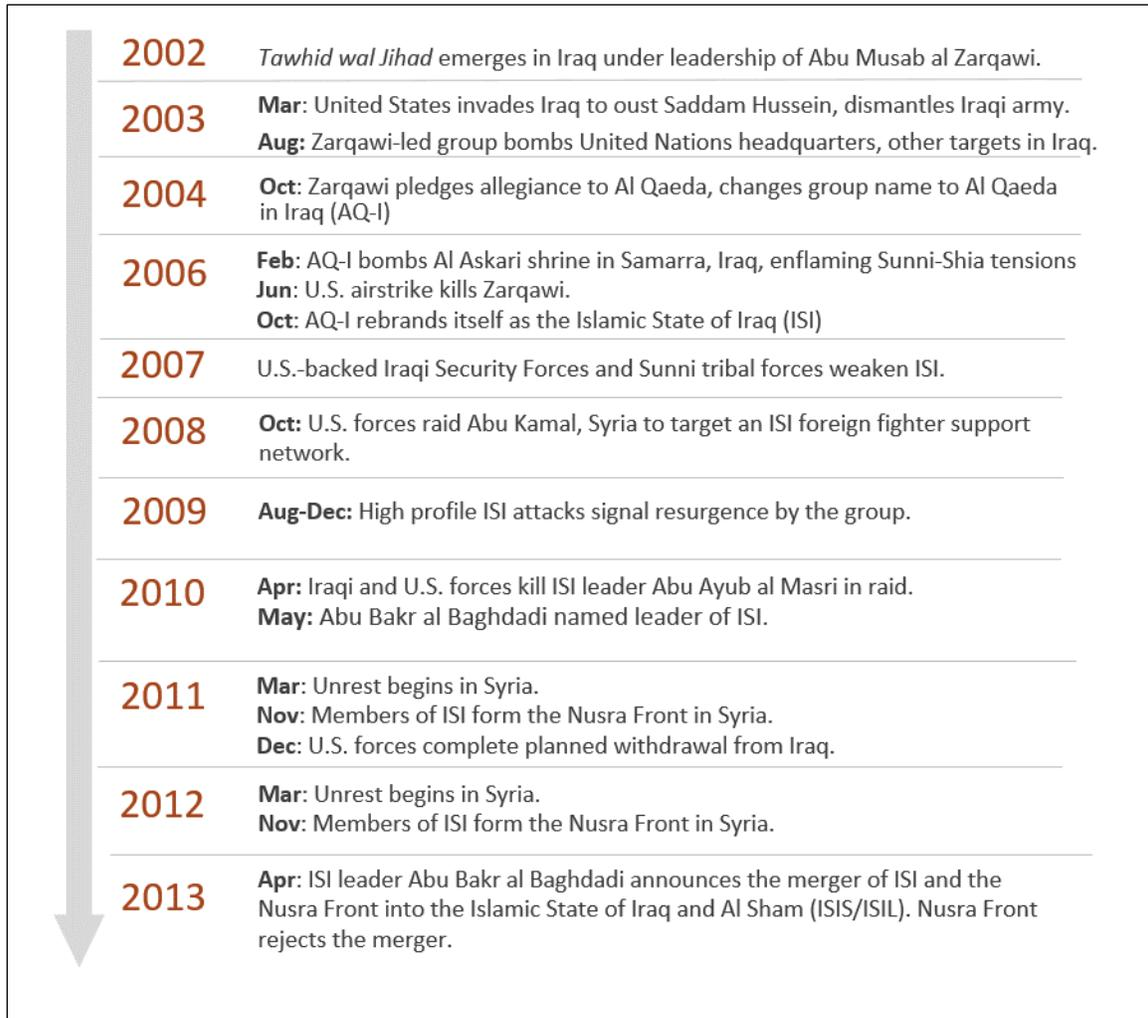 2002
Tawhid wal Jihad emerges in Iraq under leadership of Abu Musab al Zarqawi.
2003
Mar: United States invades Iraq to oust Saddam Hussein, dismantles Iraqi army.
Aug: Zarqawi-led group bombs United Nations headquarters, other targets in Iraq.
2004
Oct: Zarqawi pledges allegiance to Al Qaeda, changes group name to Al Qaeda
in Iraq (AQ-I)
2006
Feb: AQ-I bombs Al Askari shrine in Samarra, Iraq, enflaming Sunni-Shia tensions
Jun: U.S. airstrike kills Zarqawi.
Oct: AQ-I rebrands itself as the Islamic State of Iraq (ISI)
2007
U.S.-backed Iraqi Security Forces and Sunni tribal forces weaken ISI.
2008
Oct: U.S. forces raid Abu Kamal, Syria to target an ISI foreign fighter support
network.
2009
Aug-Dec: High profile ISI attacks signal resurgence by the group.
2010
Apr: Iraqi and U.S. forces kill ISI leader Abu Ayub al Masri in raid.
May: Abu Bakr al Baghdadi named leader of ISI.
2011
Mar: Unrest begins in Syria.
Nov: Members of ISI form the Nusra Front in Syria.
Dec: U.S. forces complete planned withdrawal from Iraq.
2012
Mar: Unrest begins in Syria.
Nov: Members of ISI form the Nusra Front in Syria.
2013
Apr: ISI leader Abu Bakr al Baghdadi announces the merger of ISI and the
Nusra Front into the Islamic State of Iraq and Al Sham (ISIS/ISIL). Nusra Front
rejects the merger.